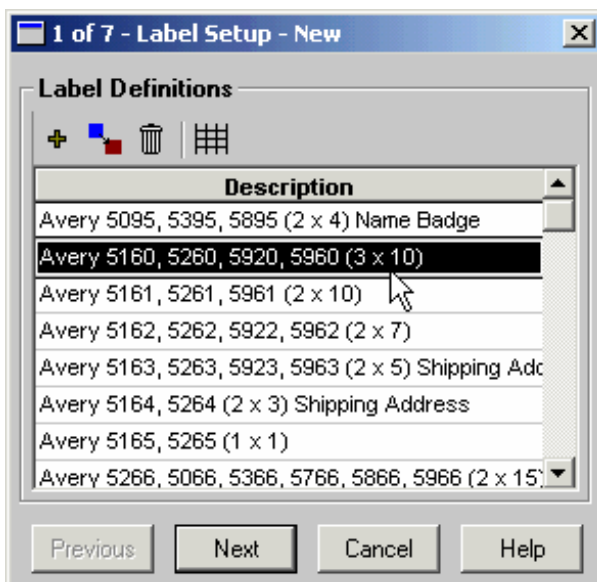 1 of 7 - Label Setup - New
Label Definitions
Description
Avery 5095, 5395, 5895 (2 x 4) Name Badge
Avery 5160, 5260, 5920, 5960 (3 x 10)
Avery 5161, 5261, 5961 (2 x 10)
Avery 5162, 5262, 5922, 5962 (2 x 7)
Avery 5163, 5263, 5923, 5963 (2 x 5) Shipping Add
Avery 5164, 5264 (2 x 3) Shipping Address
Avery 5165, 5265 (1 x 1)
Avery 5266, 5066, 5366, 5766, 5866, 5966 (2 x 15)
Previous Next Cancel Help